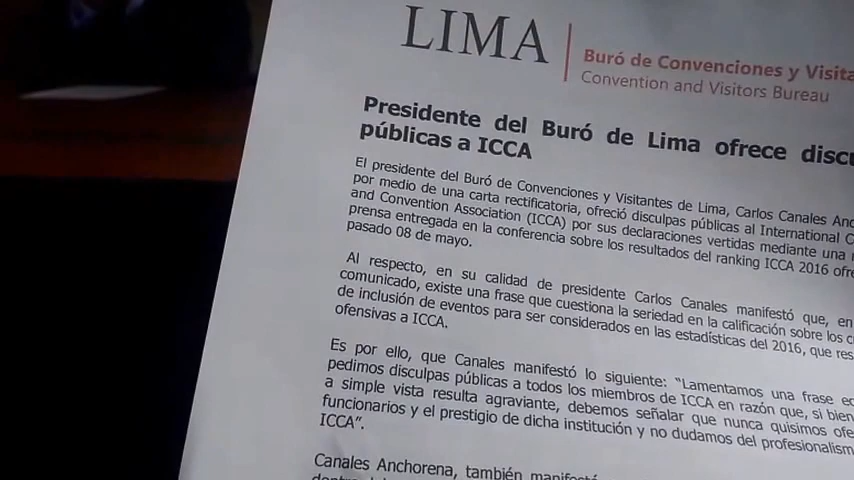 LIMA
Buró de Convenciones y Visita
Convention and Visitors Bureau
Presidente del Buró de Lima ofrece discu
públicas a ICCA
El presidente del Buró de Convenciones y Visitantes de Lima, Carlos Canales Anc
por medio de una carta rectificatoria, ofreció disculpas públicas al International C
and Convention Association (ICCA) por sus declaraciones vertidas mediante una
prensa entregada en la conferencia sobre los resultados del ranking ICCA 2016 ofre
pasado 08 de mayo.
Al respecto, en su calidad de presidente Carlos Canales manifestó que, en
comunicado, existe una frase que cuestiona la seriedad en la calificación sobre los
de inclusión de eventos para ser considerados en las estadísticas del 2016, que res
ofensivas a ICCA.
Es por ello, que Canales manifestó lo siguiente: “Lamentamos una frase
pedimos disculpas públicas a todos los miembros de ICCA en razón que, si bien
a simple vista resulta agraviante, debemos señalar que nunca quisimos ofe
funcionarios y el prestigio de dicha institución y no dudamos del profesionalism
ICCA”.
Canales Anchorena, también manifestó